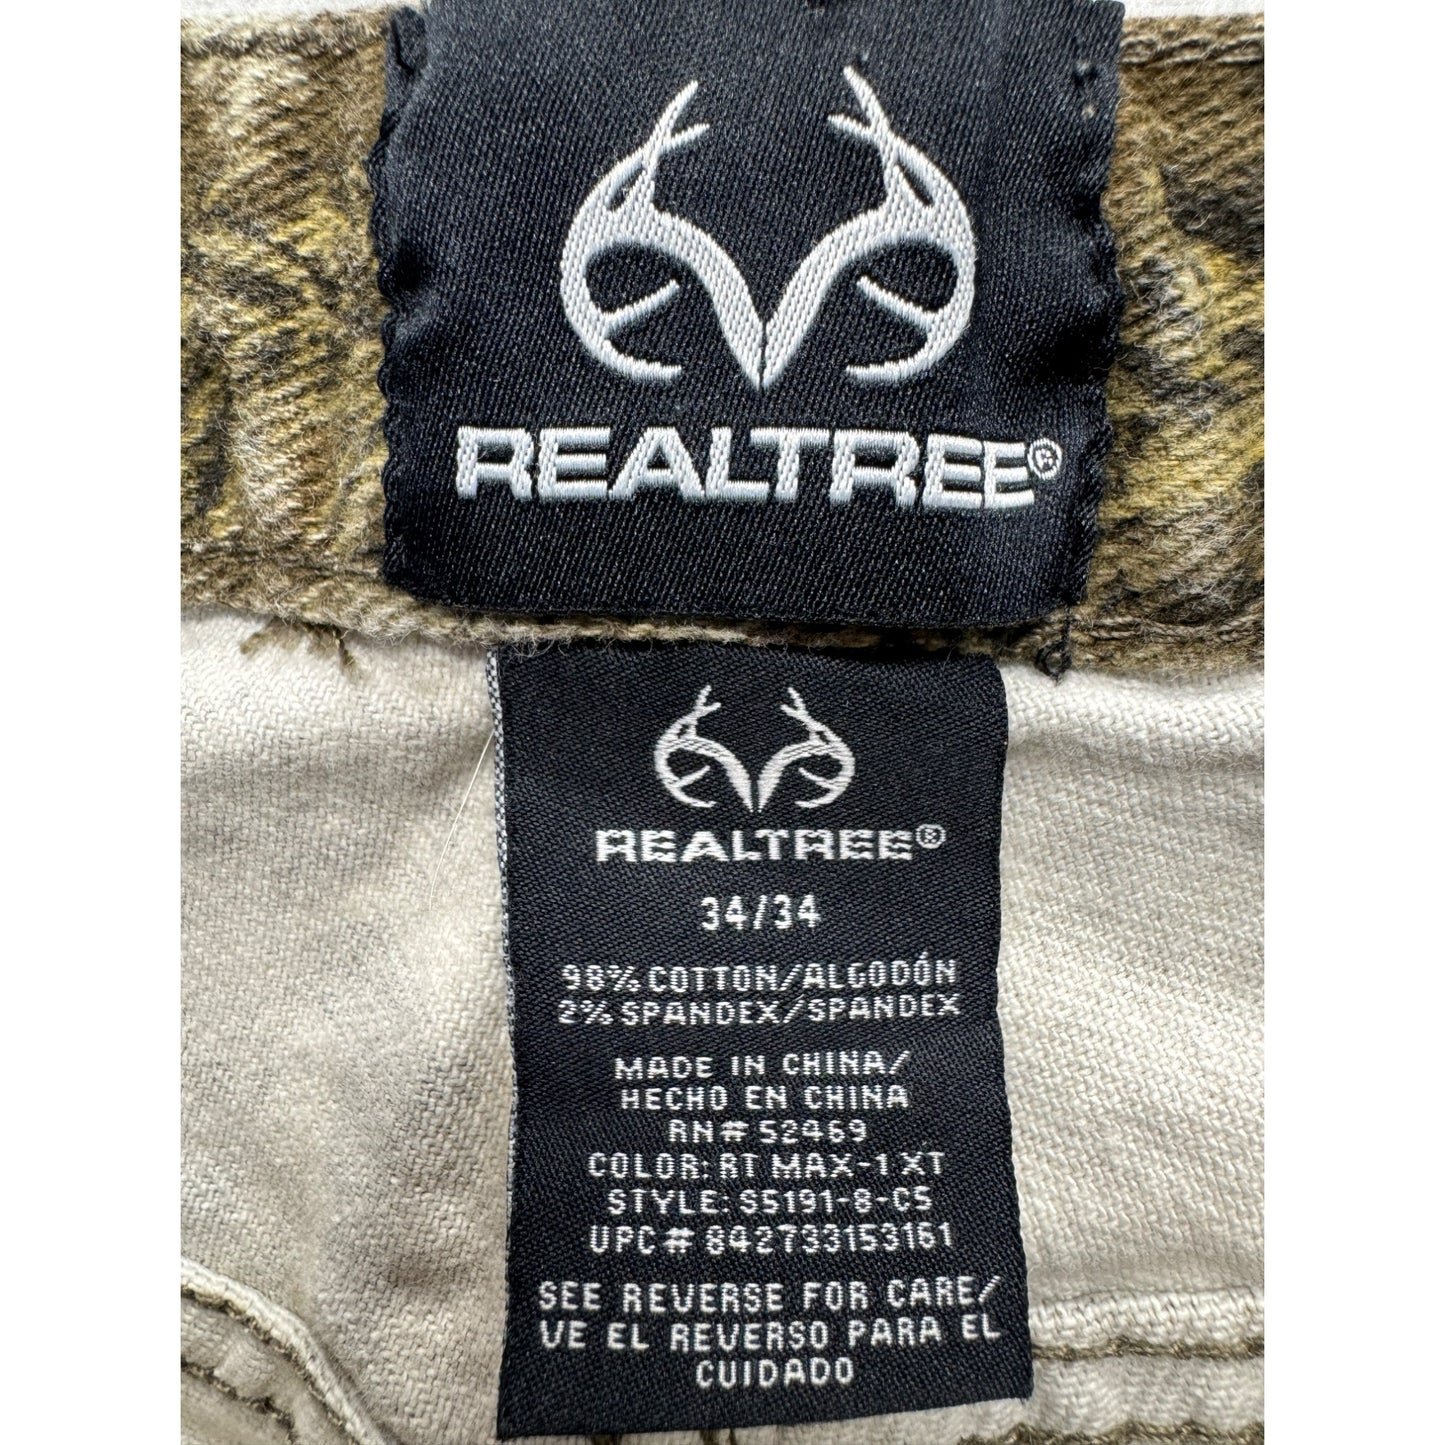 REALTREE®
REALTREE®
34/34
98% COTTON/ALGODÓN
2% SPANDEX/SPANDEX
MADE IN CHINA/
HECHO EN CHINA
RN# 52469
COLOR: RT MAX-1 XT
STYLE: S5191-8-CS
UPC# 842733153161
SEE REVERSE FOR CARE/
VE EL REVERSO PARA EL
CUIDADO